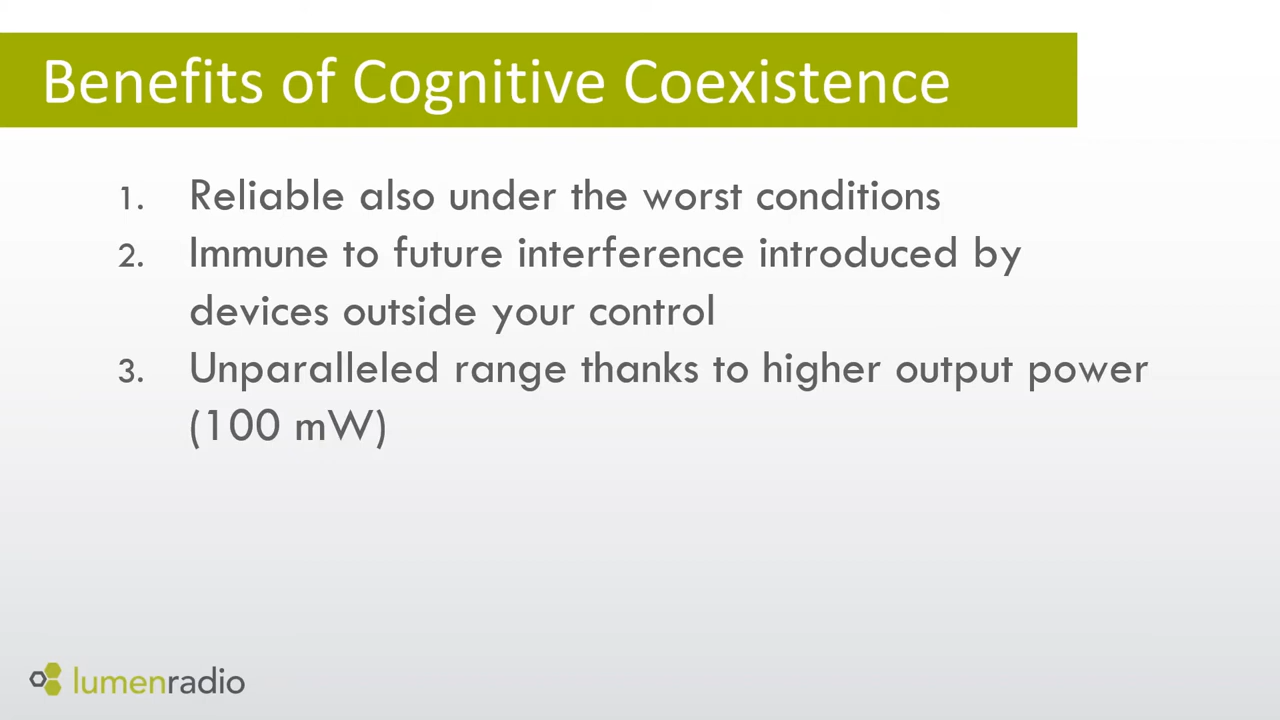 Benefits of Cognitive Coexistence
1. Reliable also under the worst conditions
2. Immune to future interference introduced by
devices outside your control
3. Unparalleled range thanks to higher output power
(100 mW)
lumenradio